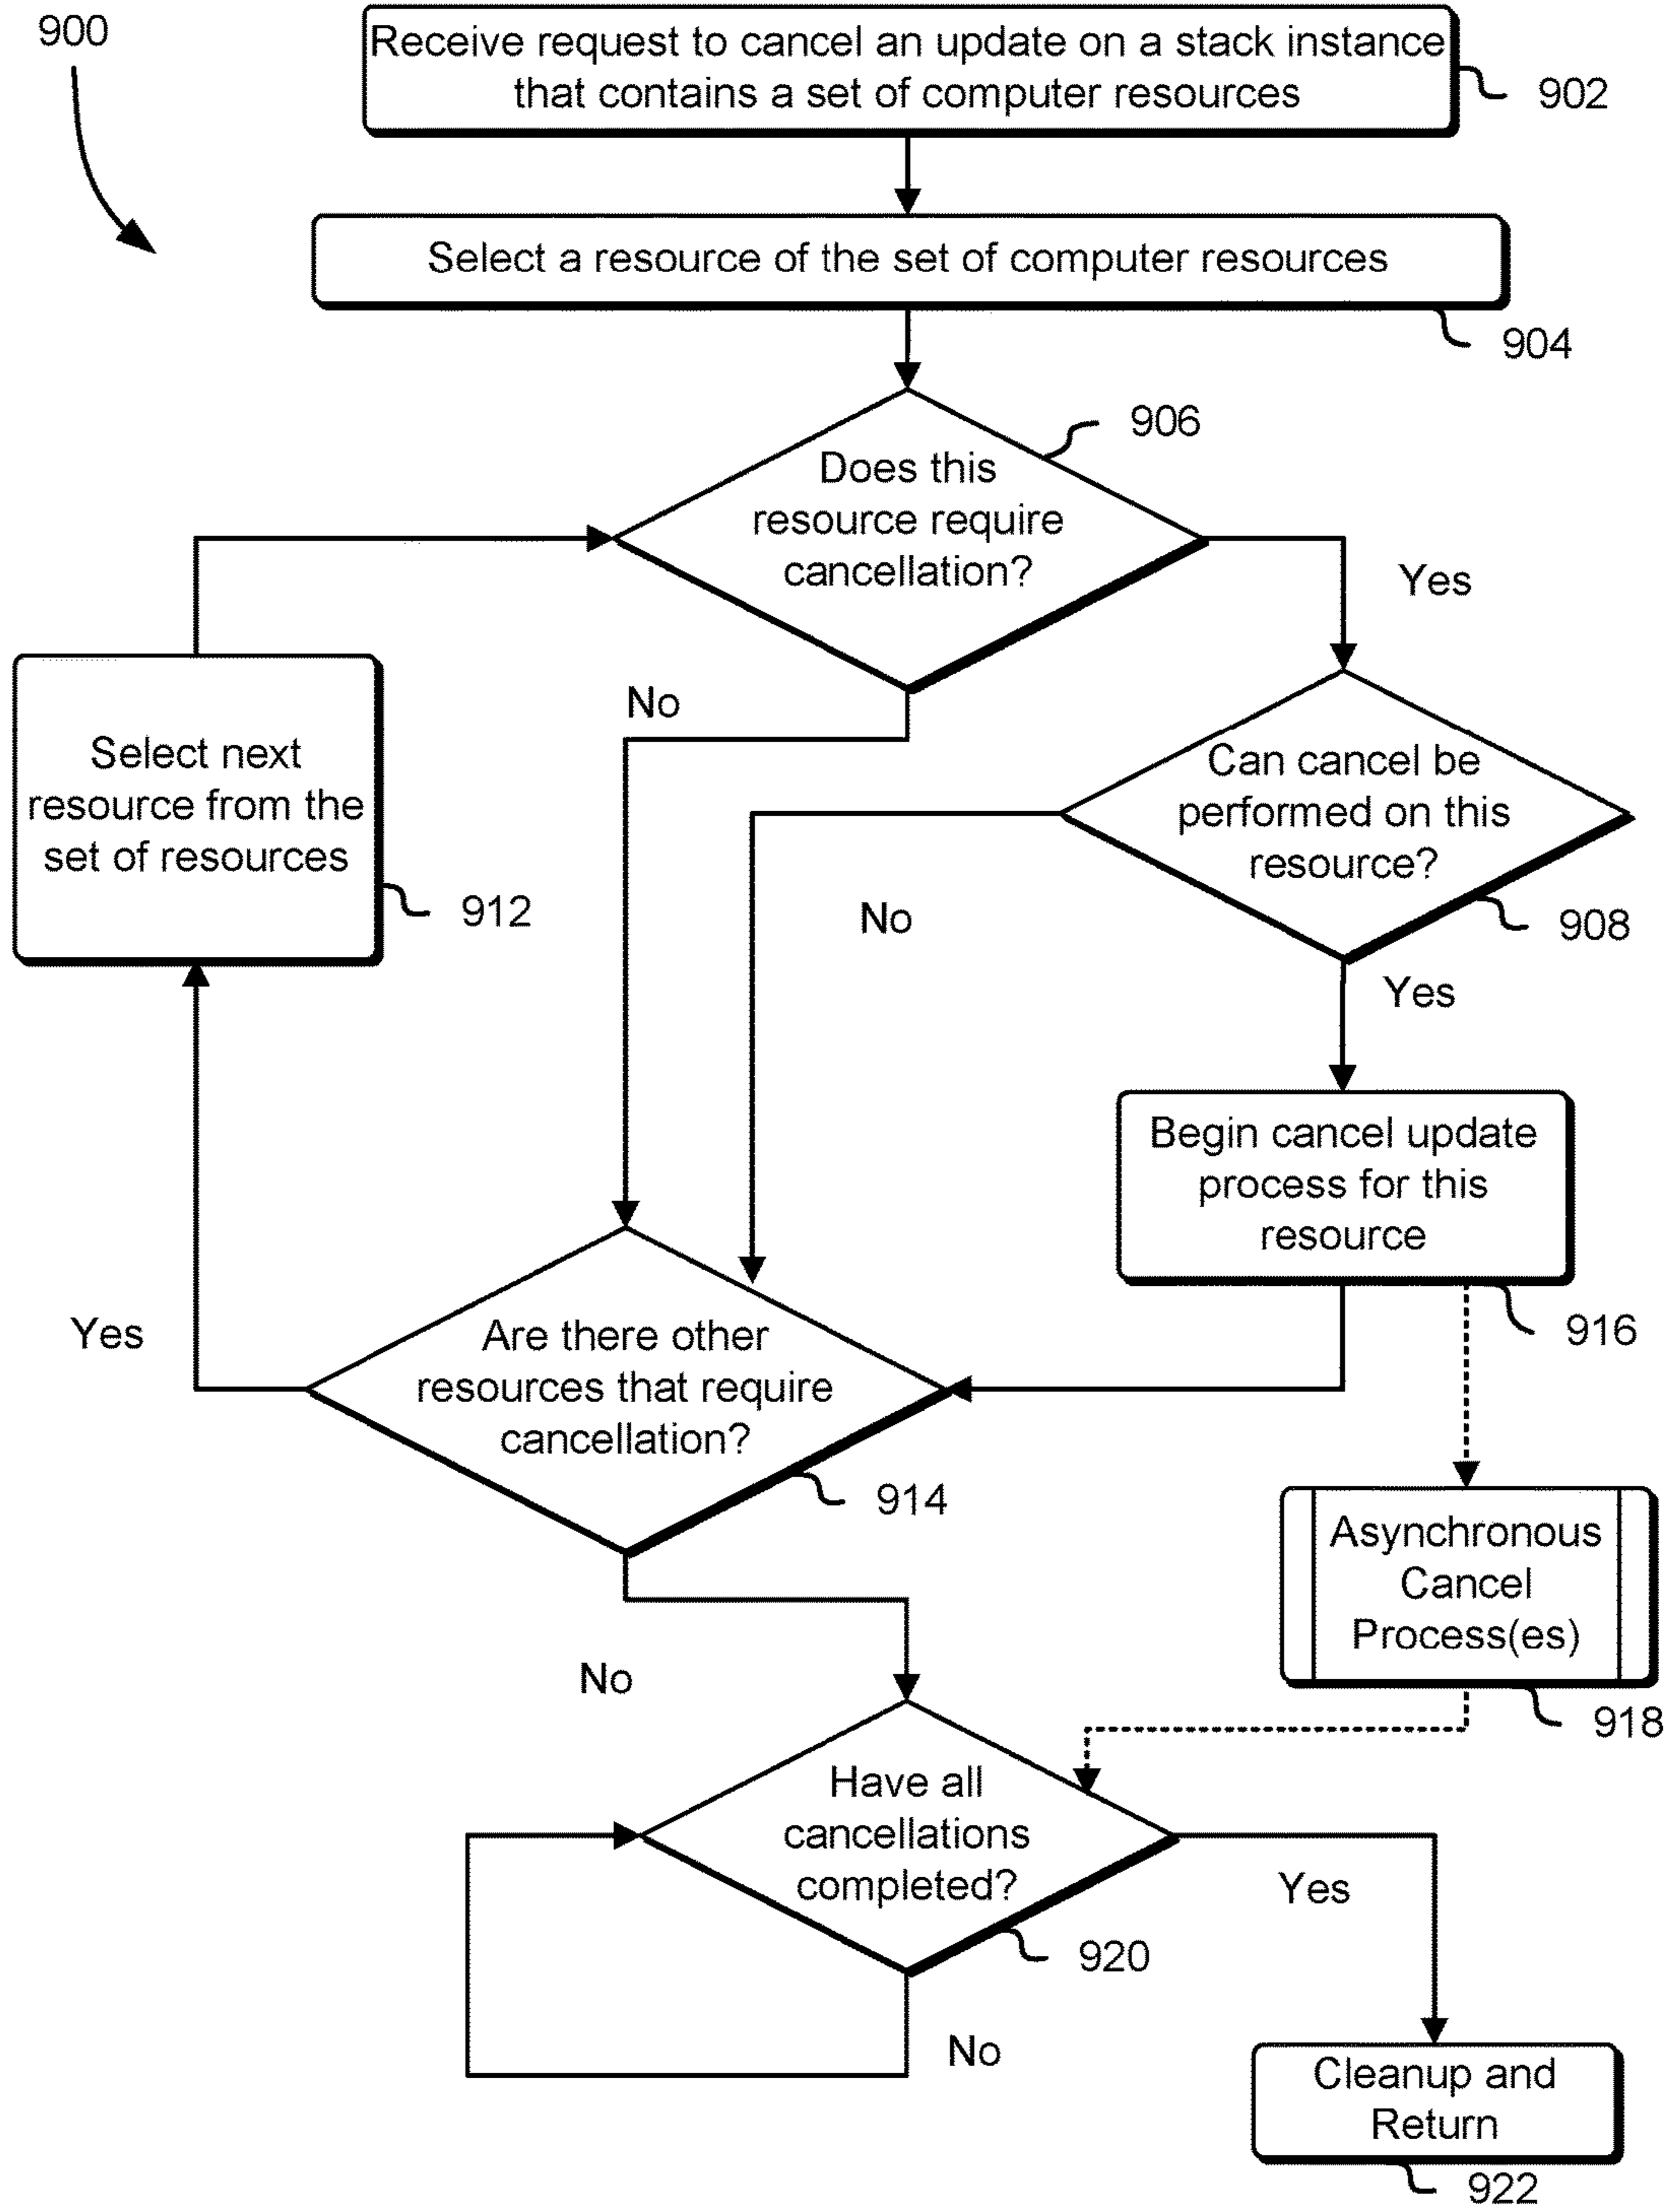 900
Receive request to cancel an update on a stack instance
that contains a set of computer resources
902
Select a resource of the set of computer resources
904
906
Does this
resource require
cancellation?
Yes
No
Select next
resource from the
set of resources
912
Can cancel be
performed on this
resource?
908
No
Yes
Begin cancel update
process for this
resource
916
Yes
Are there other
resources that require
cancellation?
914
Asynchronous
Cancel
Process(es)
918
No
Have all
cancellations
completed?
920
Yes
No
Cleanup and
Return
922